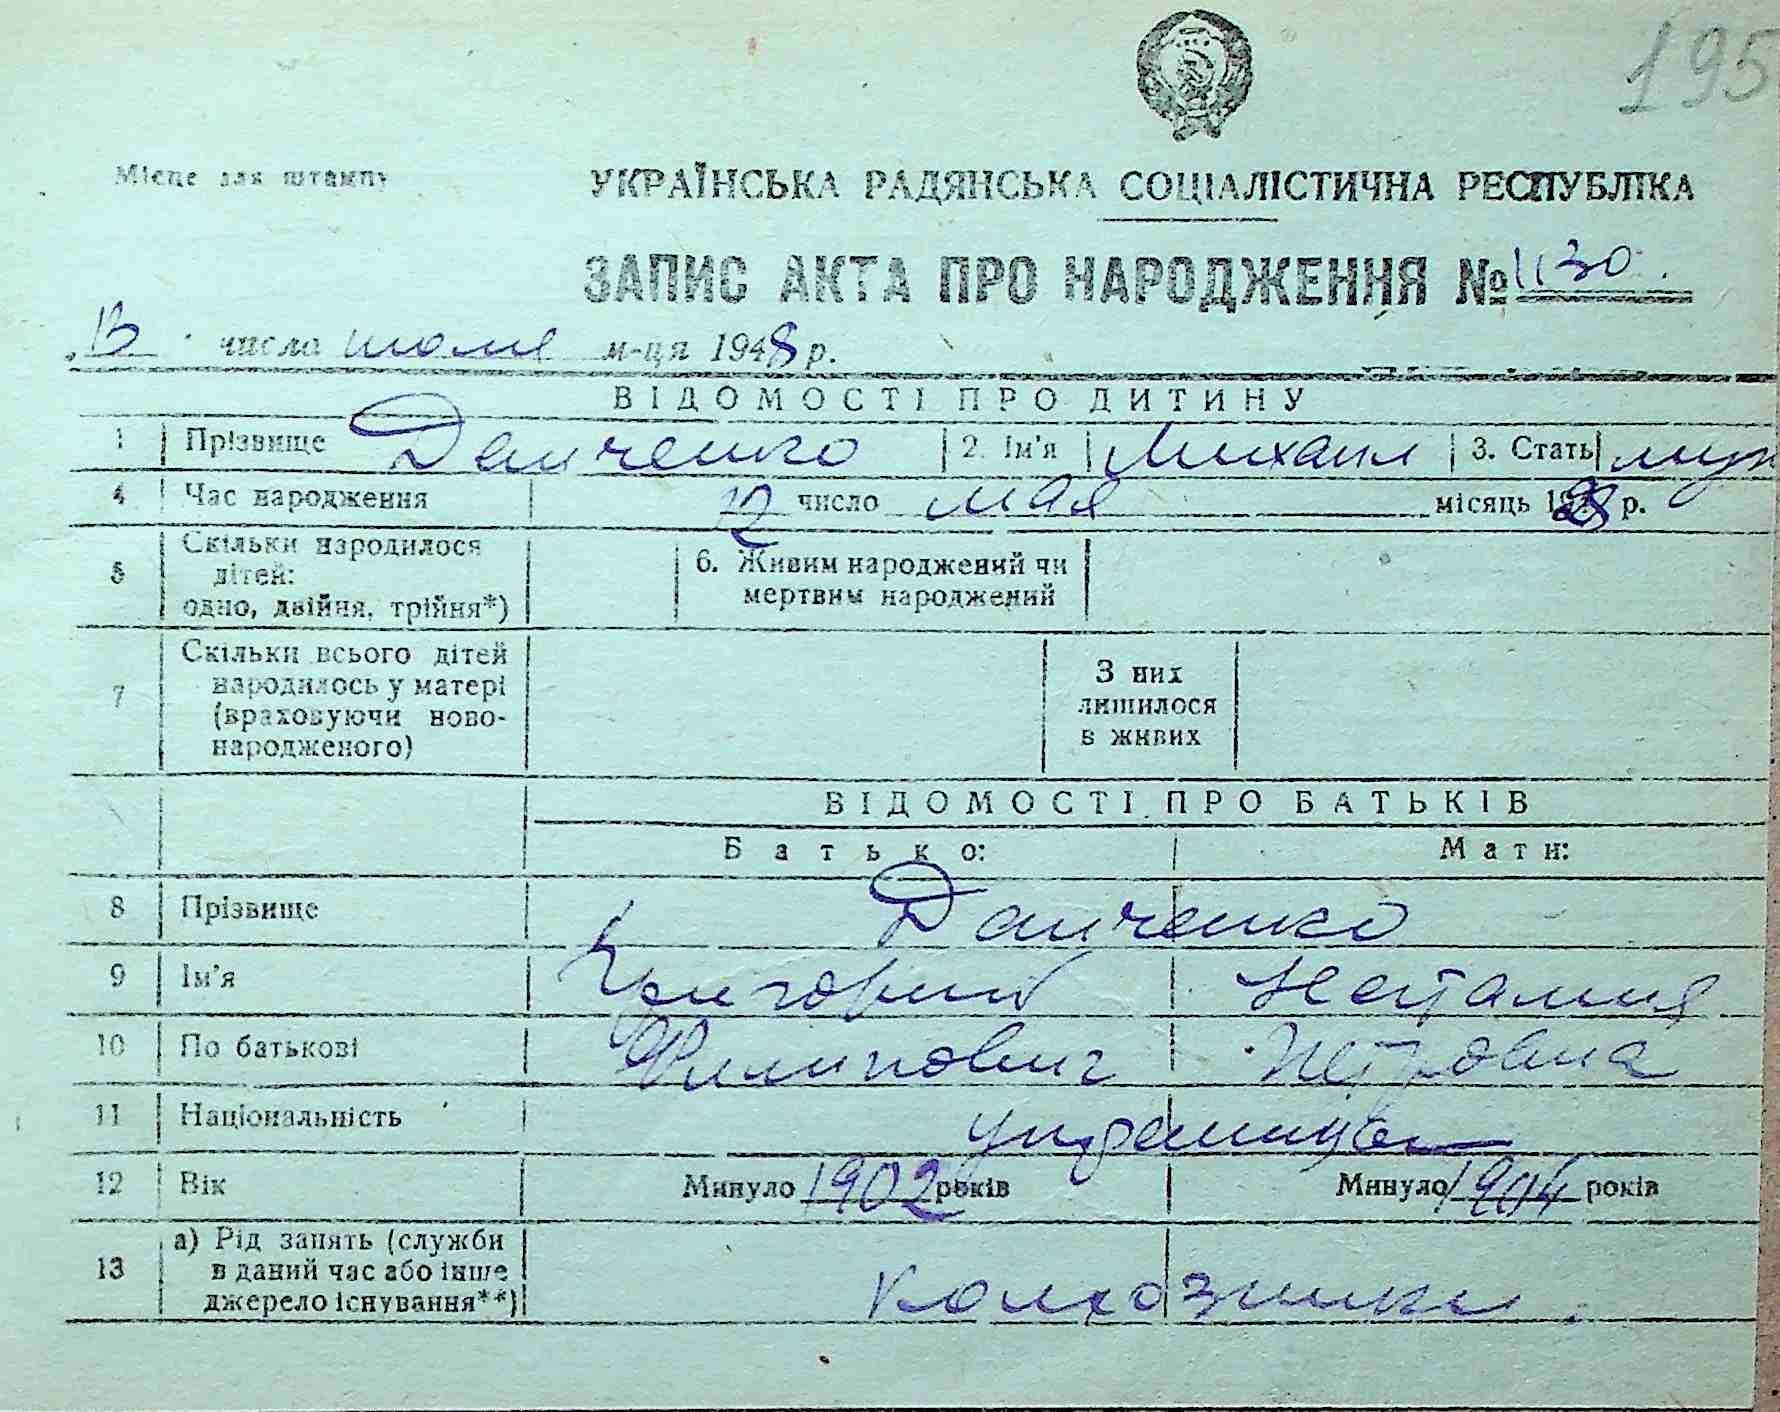 195
Місце для штампу
УКРАЇНСЬКА РАДЯНСЬКА СОЦІАЛІСТИЧНА РЕСПУБЛІКА
ЗАПИС АКТА ПРО НАРОДЖЕННЯ № 1130
13 числа июля м-ця 1948 р.
ВІДОМОСТІ ПРО ДИТИНУ
1 Прізвище Данченко 2. Ім'я Михаил 3. Стать муж
4 Час народження 12 число мая місяць 1928 р.
5 Скільки народилося дітей: одно, двійня, трійня*) 6. Живим народжений чи мертвим народжений
7 Скільки всього дітей народилось у матері (враховуючи новонародженого) З них лишилося в живих
ВІДОМОСТІ ПРО БАТЬКІВ
Батько: Мати:
8 Прізвище Данченко
9 Ім'я Григорий Наталия
10 По батькові Филипович Петровна
11 Національність украинцы
12 Вік Минуло 1902 років Минуло 1904 років
13 а) Рід занять (служби в даний час або інше джерело існування**) колхозники